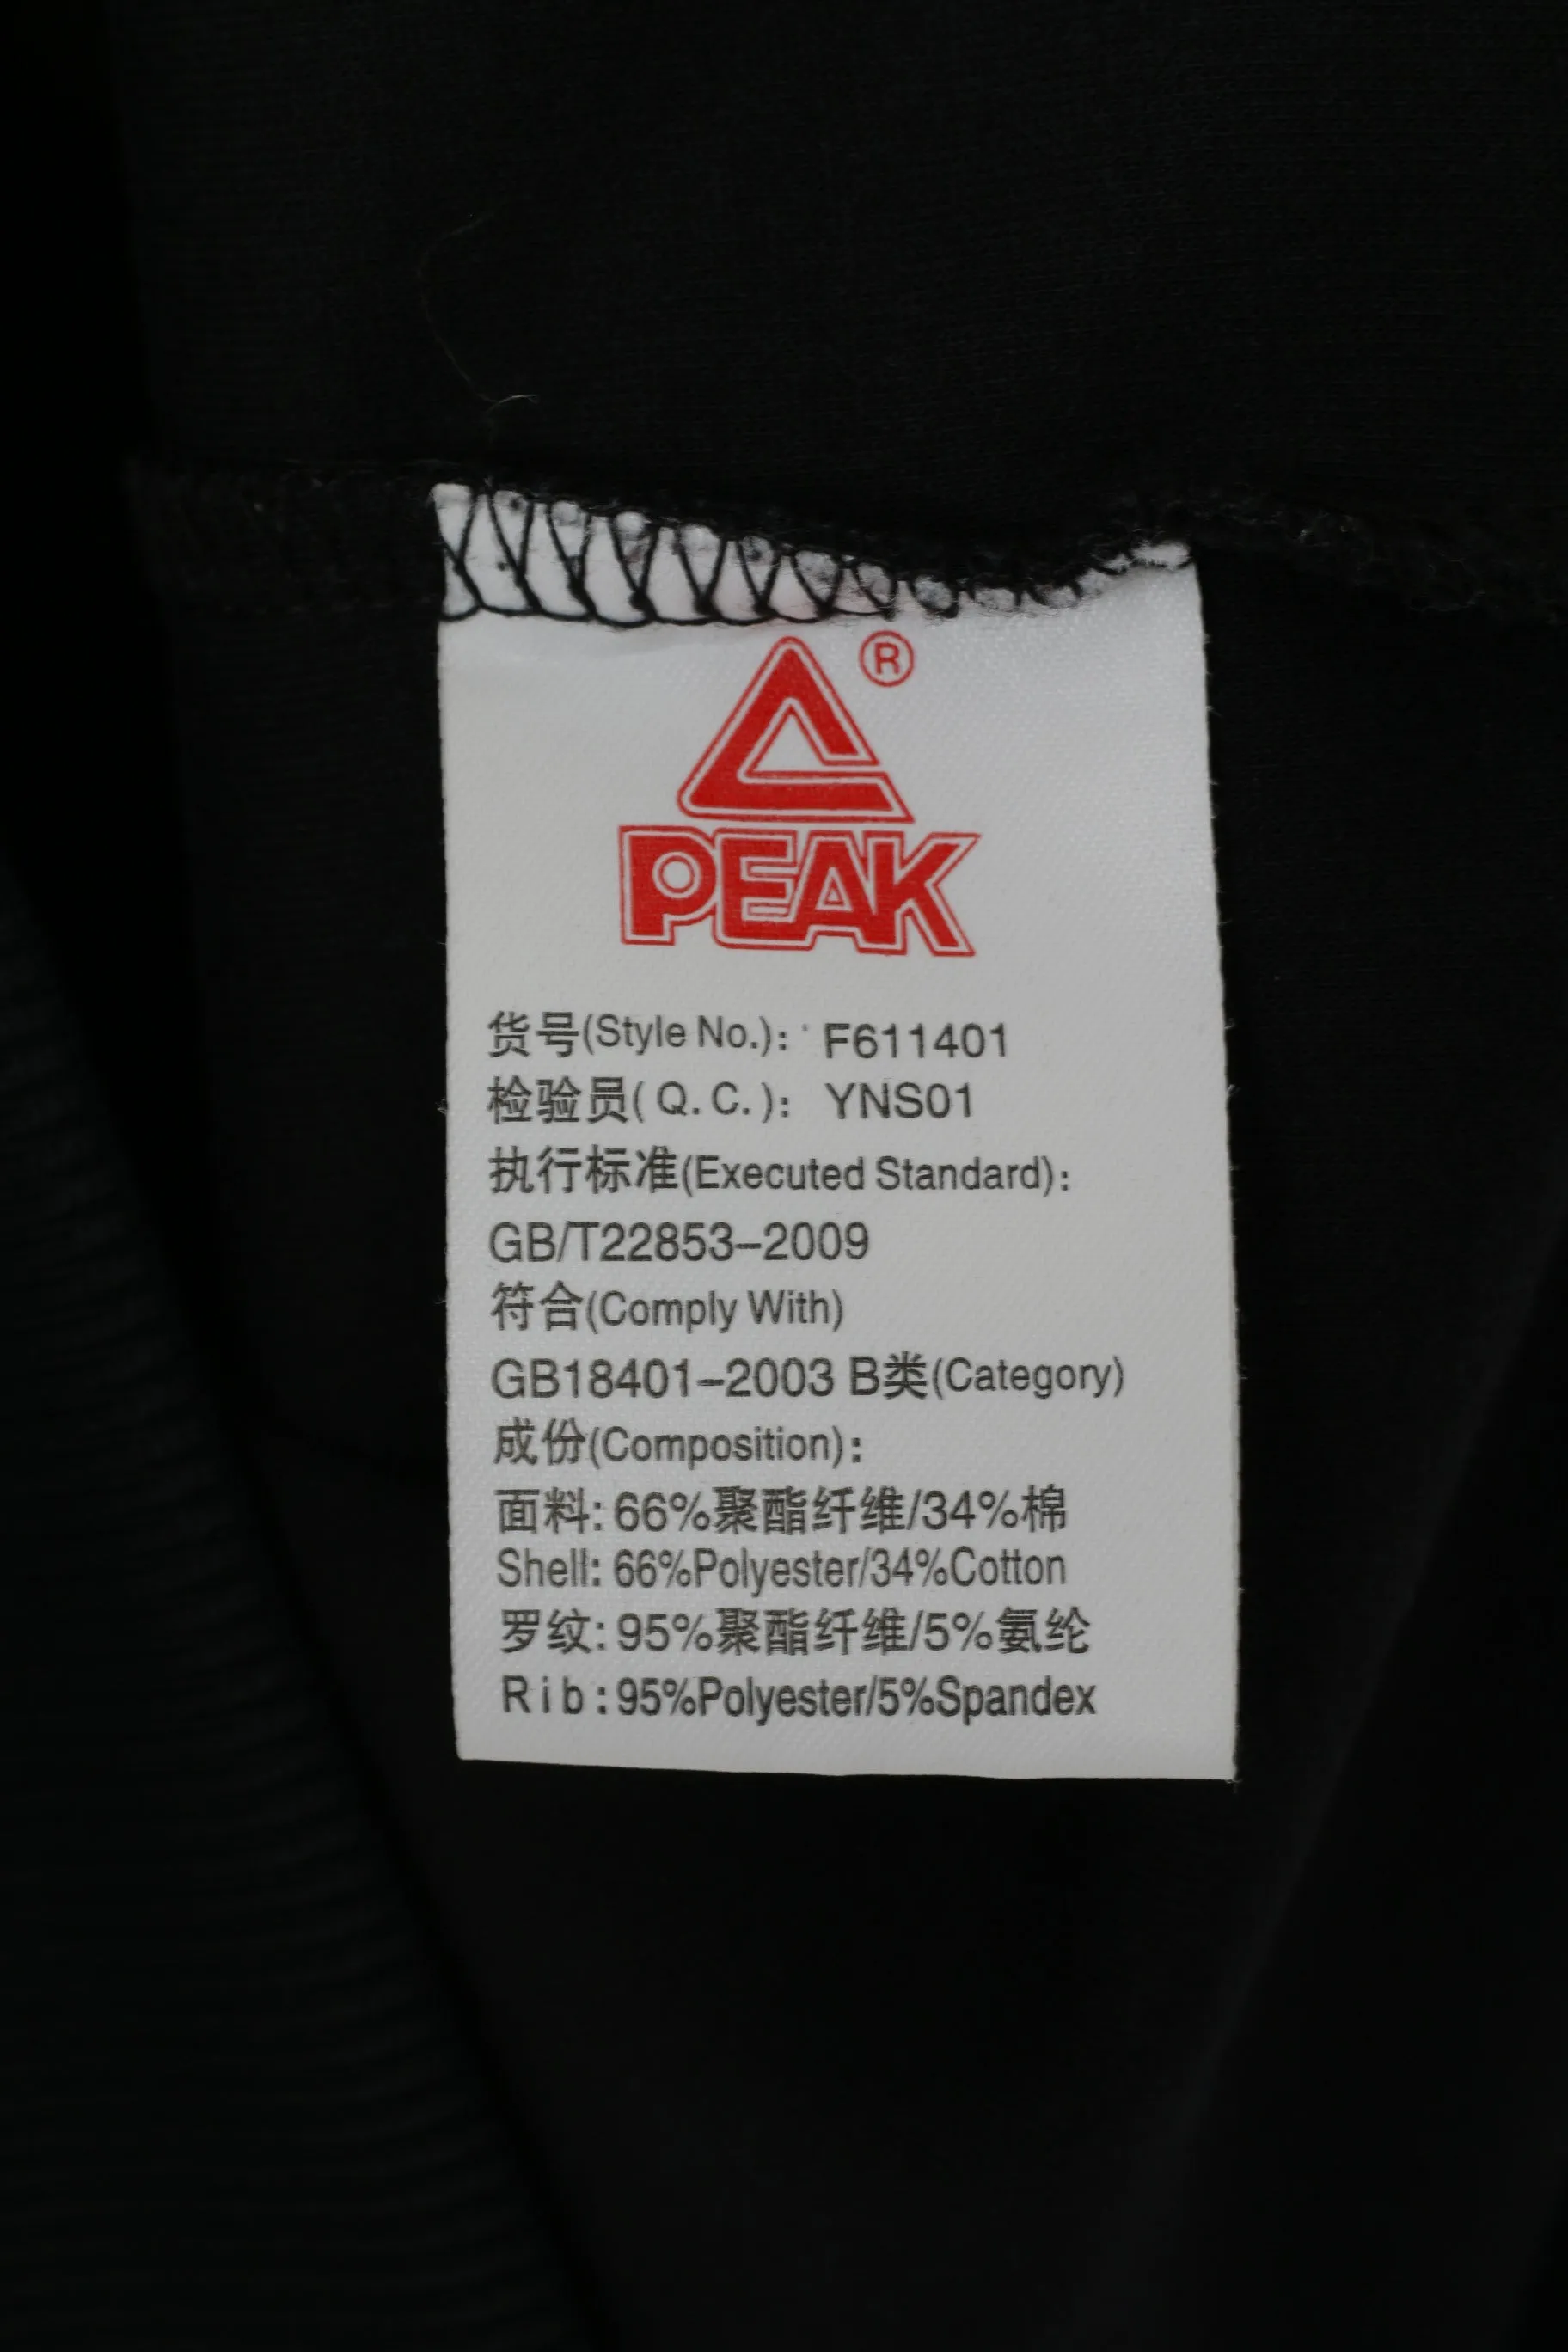 ®
PEAK
货号(Style No.): F611401
检验员(Q.C.): YNS01
执行标准(Executed Standard):
GB/T22853-2009
符合(Comply With)
GB18401-2003 B类(Category)
成份(Composition):
面料: 66%聚酯纤维/34%棉
Shell: 66%Polyester/34%Cotton
罗纹: 95%聚酯纤维/5%氨纶
Rib:95%Polyester/5%Spandex